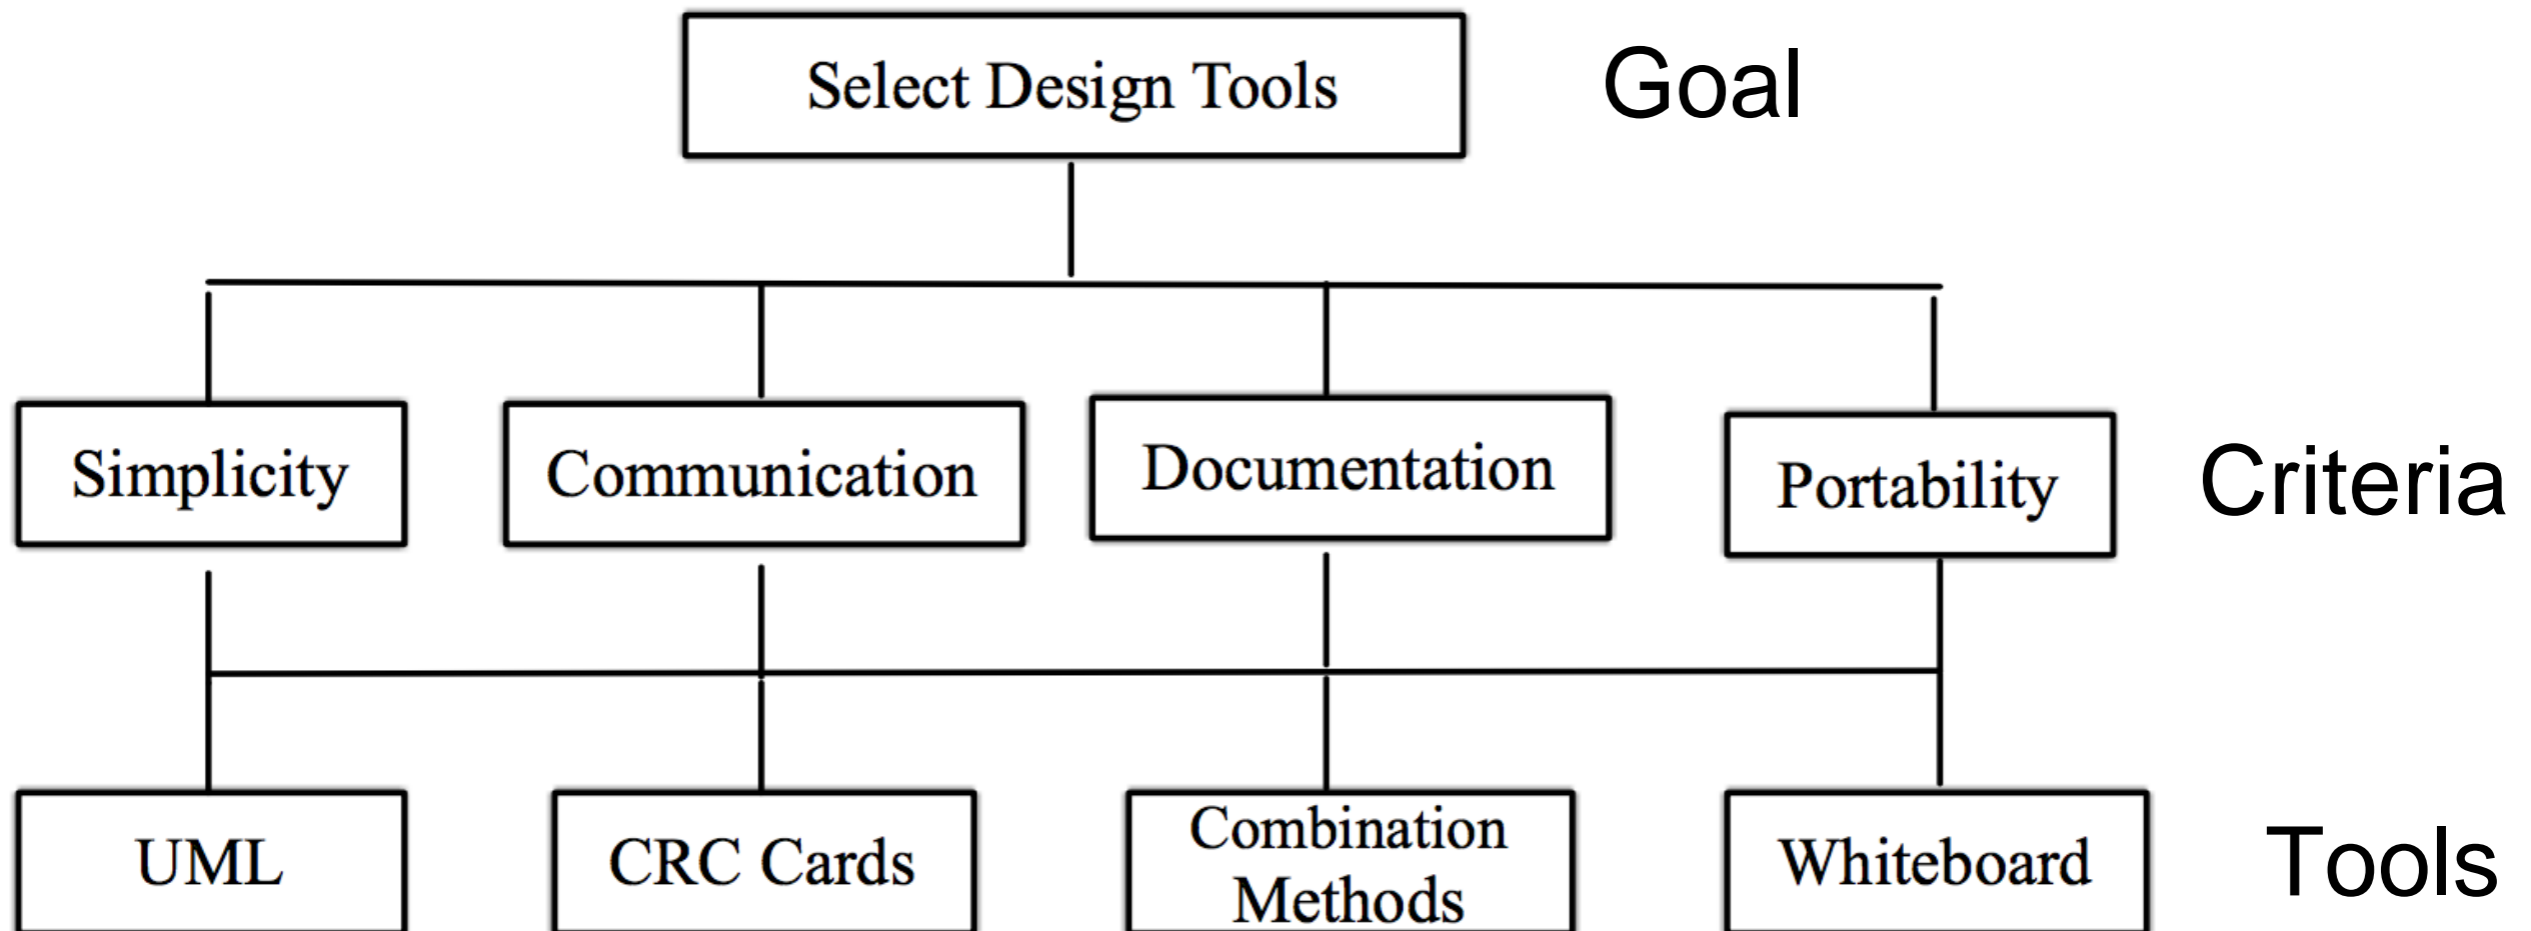 Select Design Tools
Goal
Simplicity
Communication
Documentation
Portability
Criteria
UML
CRC Cards
Combination
Methods
Whiteboard
Tools